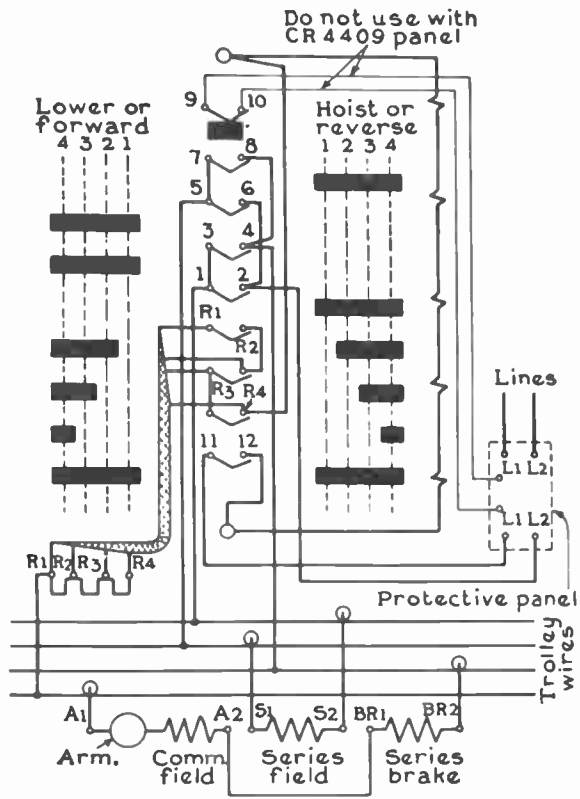 Do not use with
CR4409 panel
9 10
Lower or
forward
4 3 2 1
Hoist or
reverse
1 2 3 4
7 8
5 6
3 4
1 2
R1
R2
R3 R4
11 12
Lines
L1 L2
L1 L2
R1 R2 R3 R4
Protective panel
Trolley
wires
A1 A2 S1 S2 BR1 BR2
Arm. Comm. Series Series
field field brake